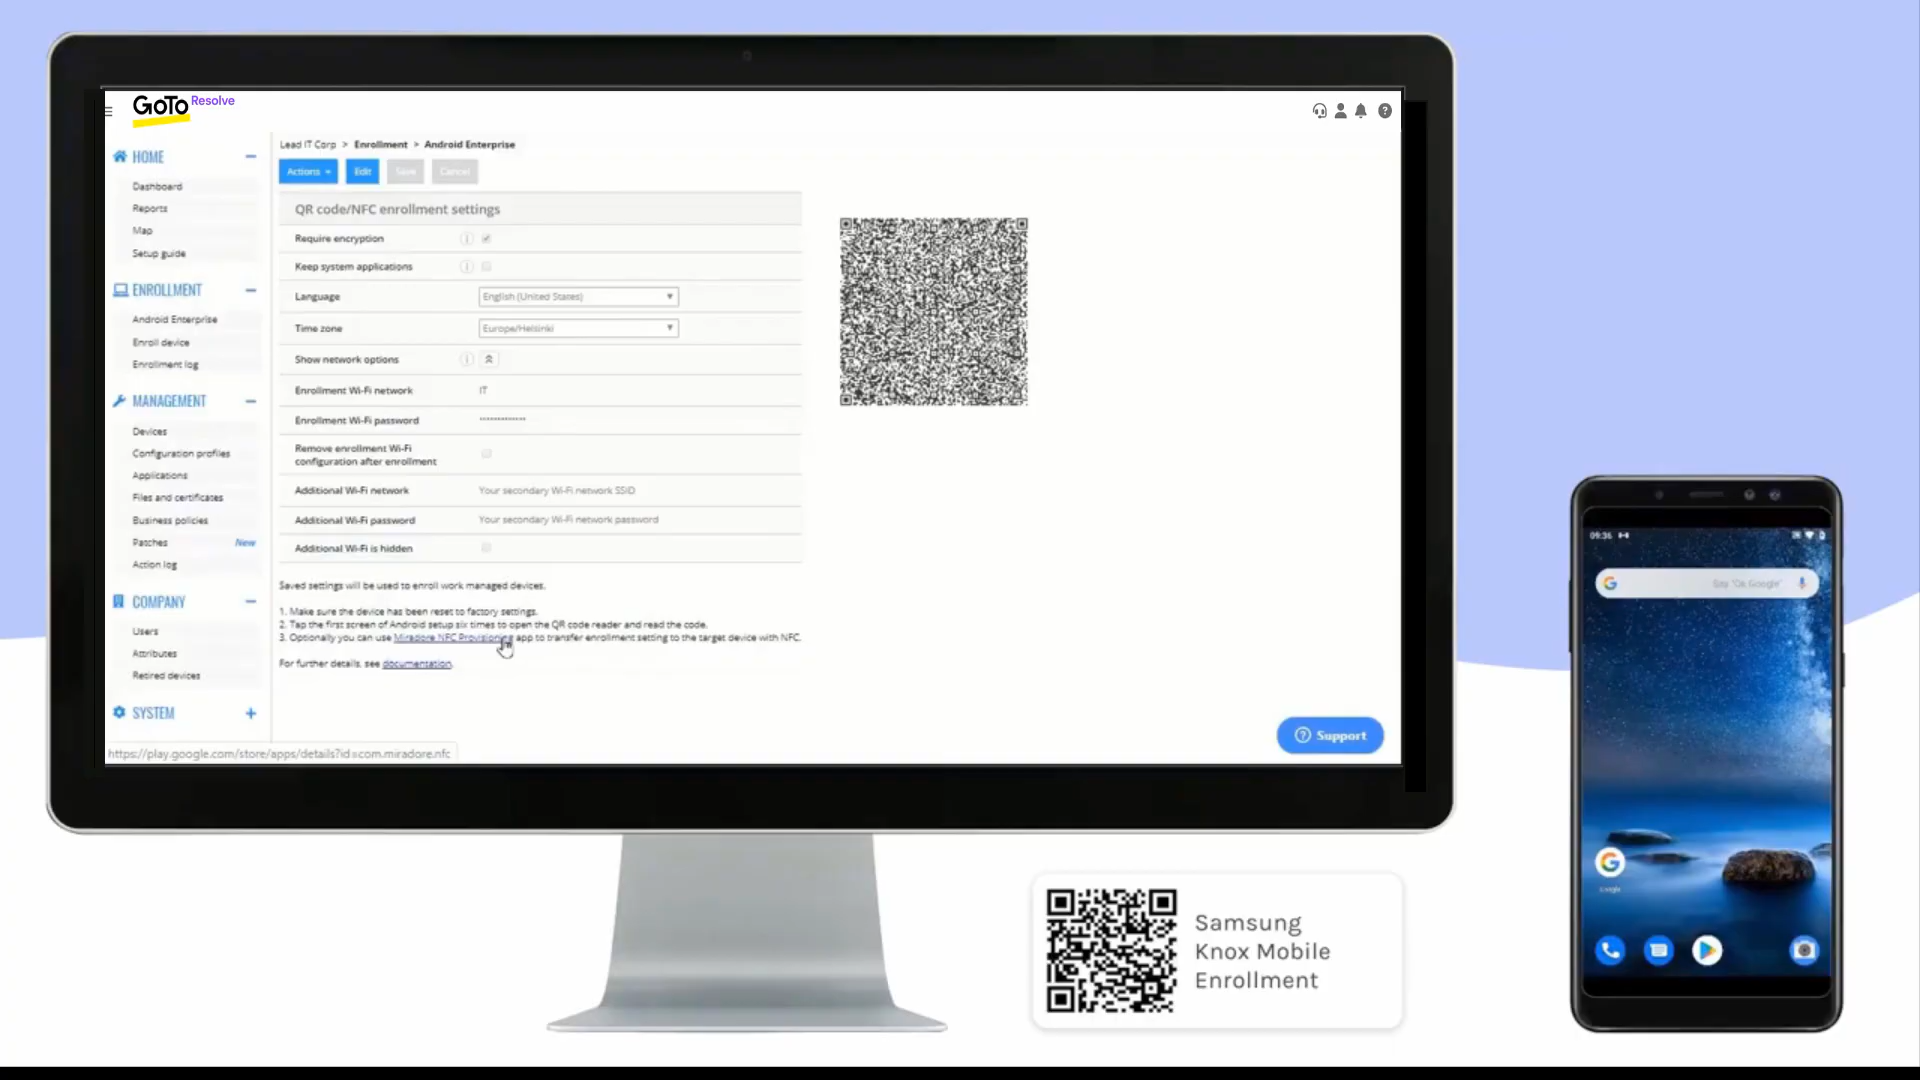 GoTo Resolve
HOME
Dashboard
Reports
Map
Setup guide
ENROLLMENT
Android Enterprise
Enroll device
Enrollment log
MANAGEMENT
Devices
Configuration profiles
Applications
Files and certificates
Business policies
Patches New
Action log
COMPANY
Users
Attributes
Retired devices
SYSTEM
Lead IT Corp > Enrollment > Android Enterprise
Actions Edit Save Cancel
QR code/NFC enrollment settings
Require encryption
Keep system applications
Language English (United States)
Time zone Europe/Helsinki
Show network options
Enrollment Wi-Fi network IT
Enrollment Wi-Fi password ••••••••••••
Remove enrollment Wi-Fi
configuration after enrollment
Additional Wi-Fi network Your secondary Wi-Fi network SSID
Additional Wi-Fi password Your secondary Wi-Fi network password
Additional Wi-Fi is hidden
Saved settings will be used to enroll work managed devices.
1. Make sure the device has been reset to factory settings.
2. Tap the first screen of Android setup six times to open the QR code reader and read the code.
3. Optionally you can use Miradore NFC Provisioning app to transfer enrollment setting to the target device with NFC.
For further details, see documentation.
Support
https://play.google.com/store/apps/details?id=com.miradore.nfc
Samsung
Knox Mobile
Enrollment
09:36
Say "Ok Google"
Google